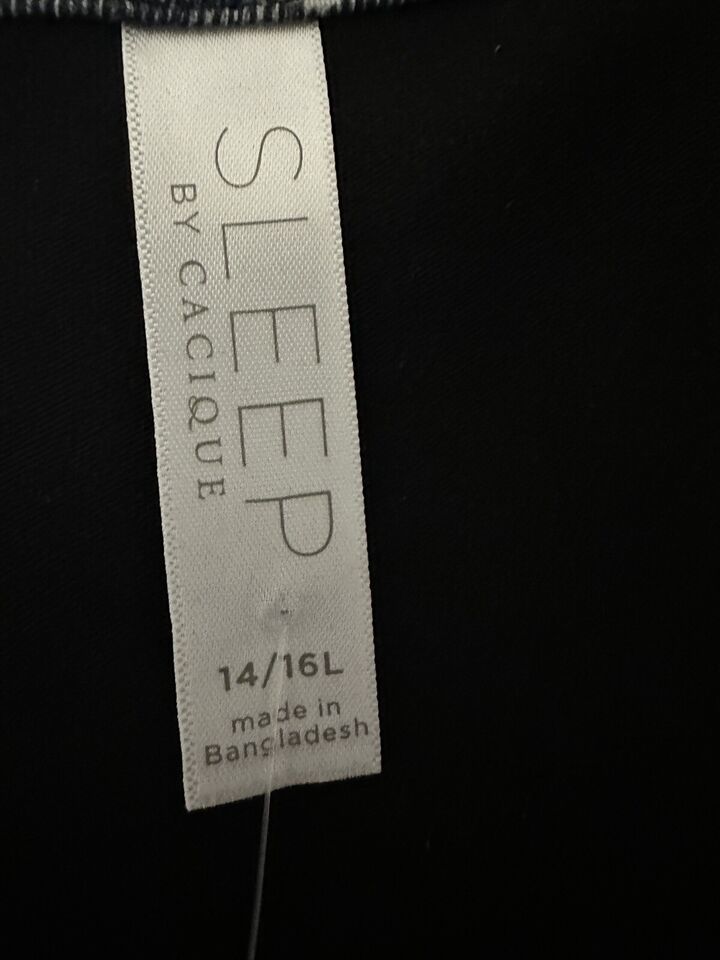 SLEEP
BY CACIQUE
14/16L
made in
Bangladesh